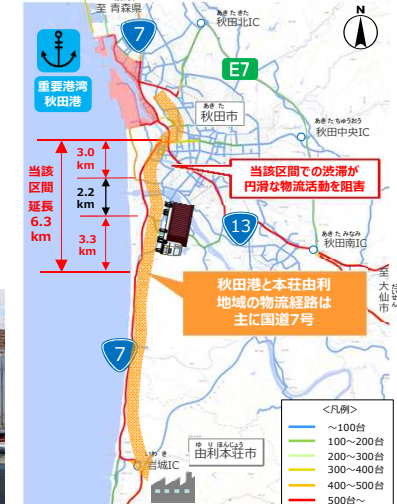 至 青森県
7
あきたきた
秋田北IC
N
重要港湾
秋田港
E7
あきた
秋田市
あきたちゅうおう
秋田中央IC
当該
区間
延長
6.3
km
3.0
km
2.2
km
3.3
km
当該区間での渋滞が
円滑な物流活動を阻害
13
あきたみなみ
秋田南IC
至 大仙市
だいせんし
秋田港と本荘由利
地域の物流経路は
主に国道7号
7
いわき
岩城IC
ゆりほんじょう
由利本荘市
<凡例>
～100台
100～200台
200～300台
300～400台
400～500台
500台～